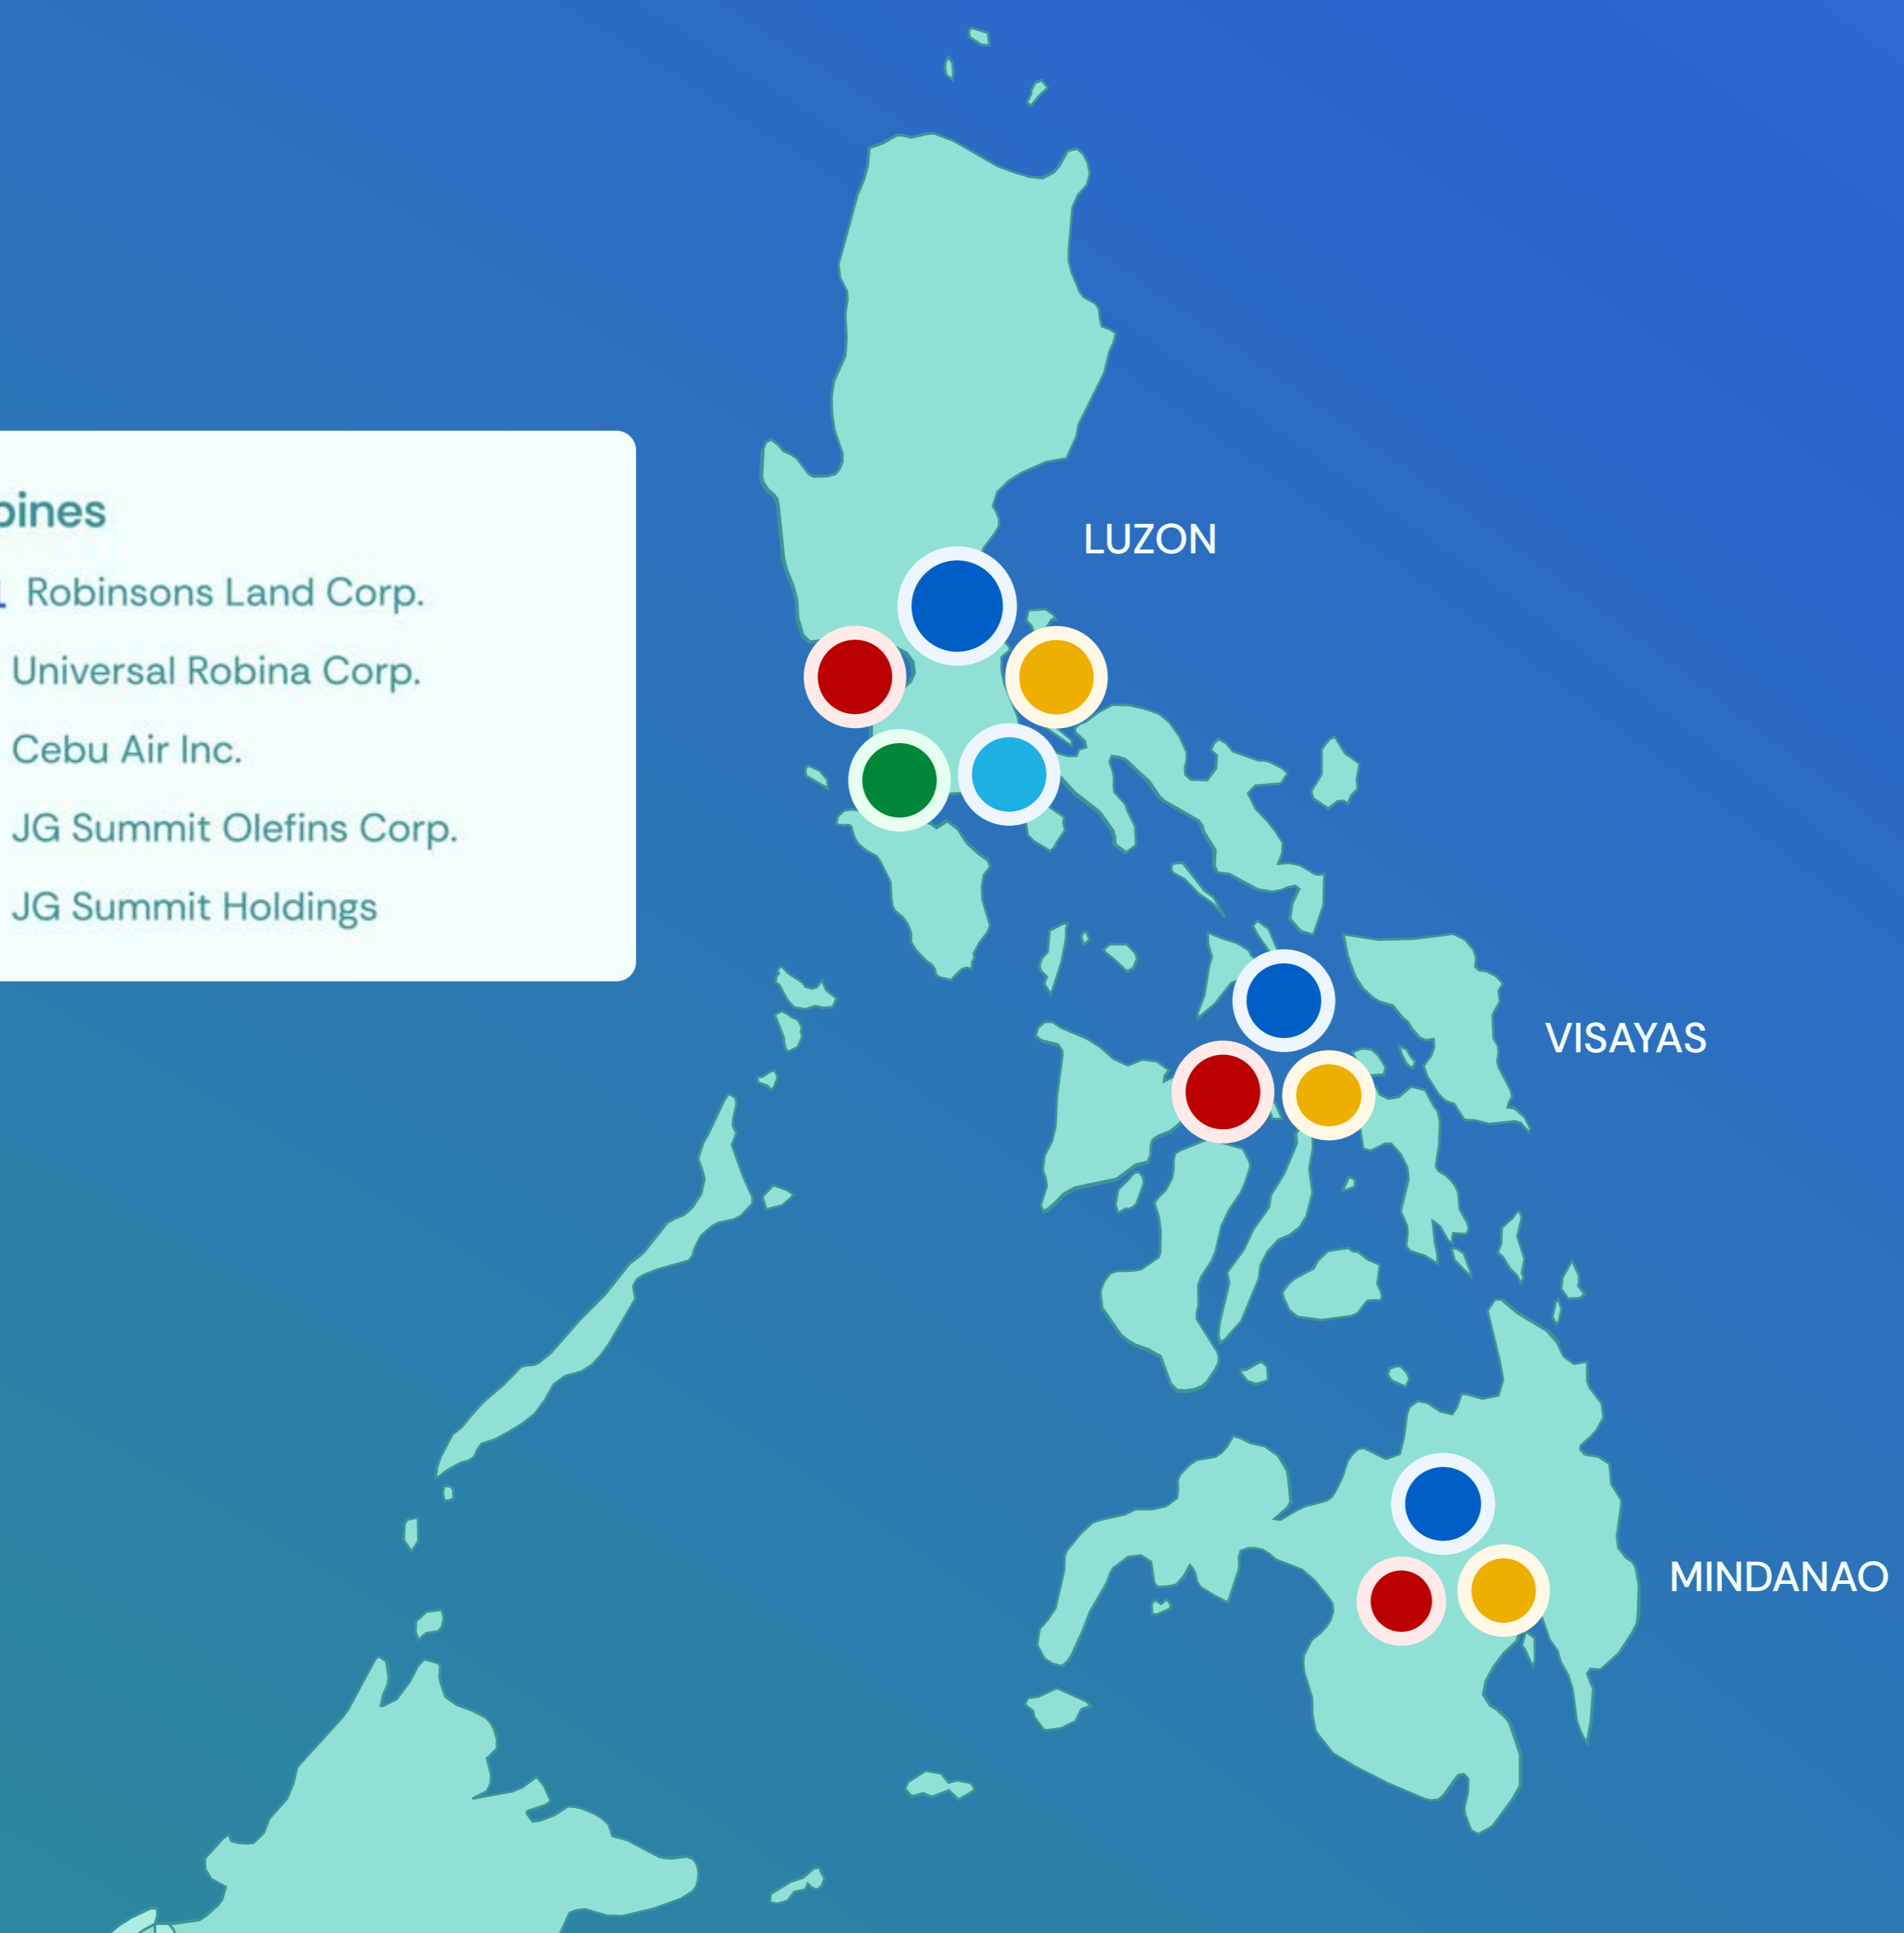 pines
Robinsons Land Corp.
Universal Robina Corp.
Cebu Air Inc.
JG Summit Olefins Corp.
JG Summit Holdings
LUZON
VISAYAS
MINDANAO